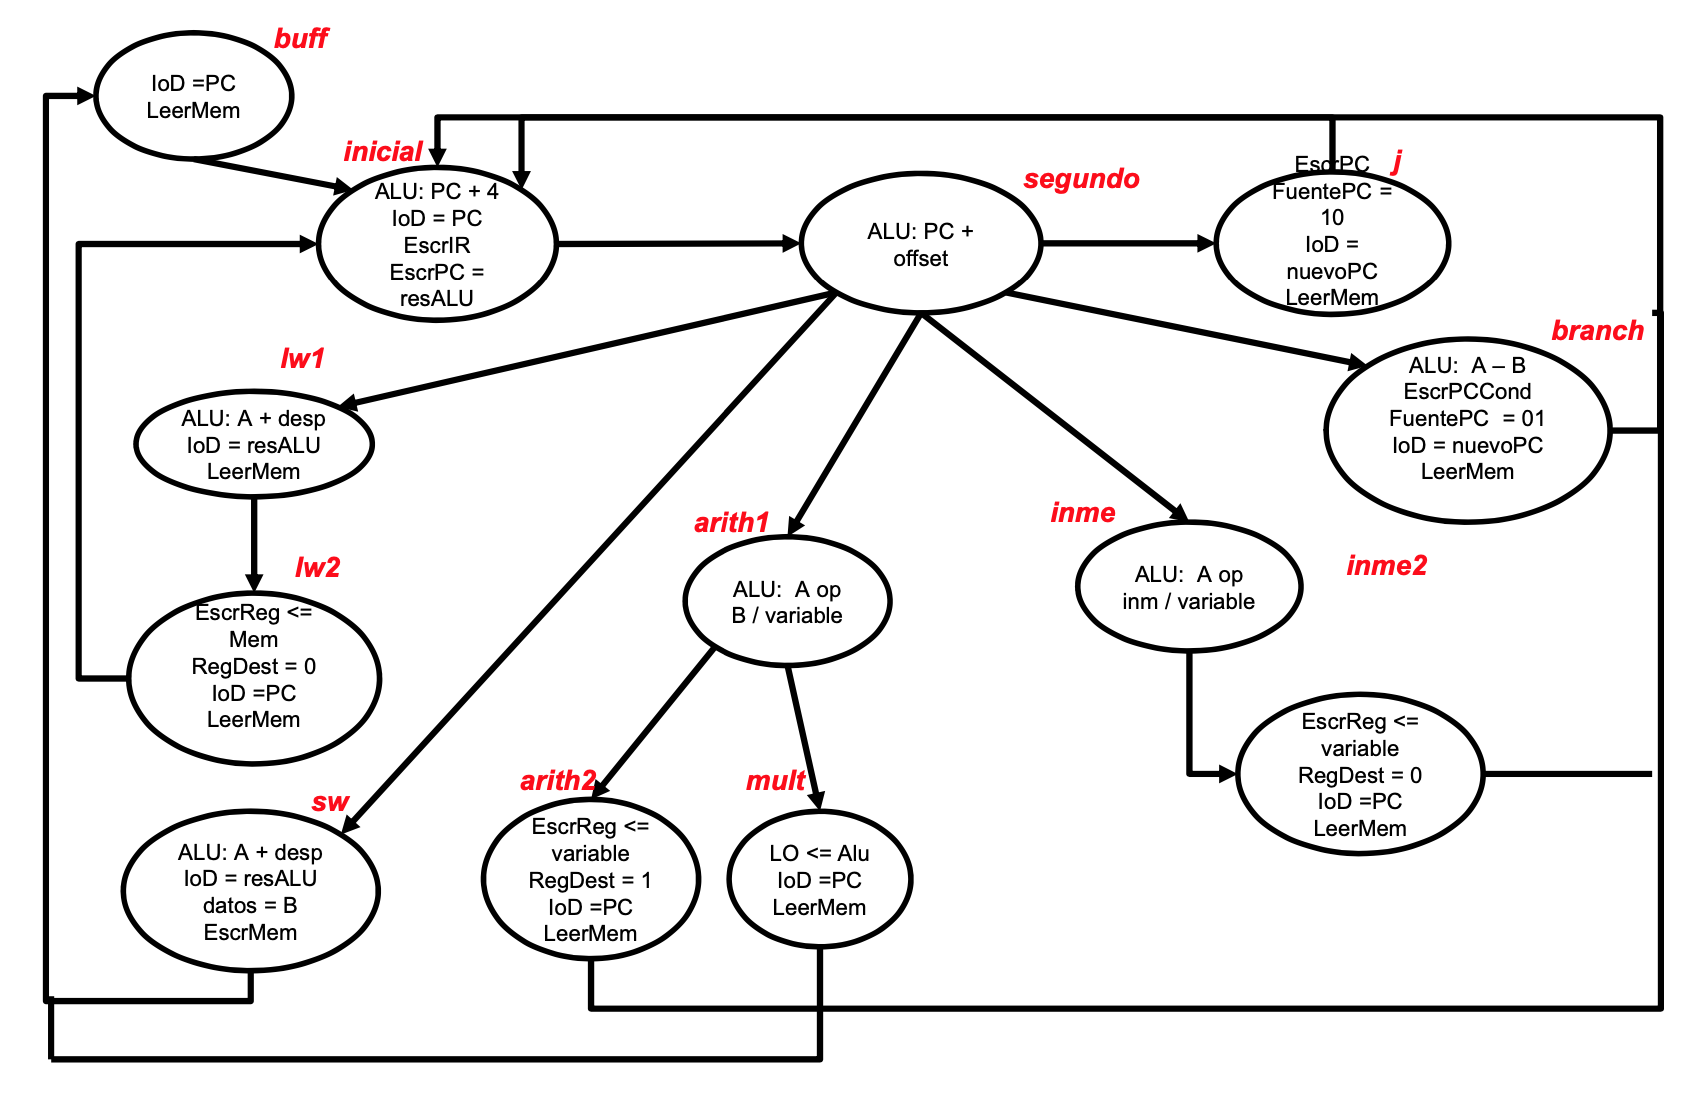 buff
IoD =PC
LeerMem
inicial
ALU: PC + 4
IoD = PC
EscrIR
EscrPC =
resALU
segundo
ALU: PC +
offset
j
EscrPC
FuentePC =
10
IoD =
nuevoPC
LeerMem
branch
ALU:  A – B
EscrPCCond
FuentePC  = 01
IoD = nuevoPC
LeerMem
lw1
ALU: A + desp
IoD = resALU
LeerMem
lw2
EscrReg <=
Mem
RegDest = 0
IoD =PC
LeerMem
arith1
ALU:  A op
B / variable
inme
ALU:  A op
inm / variable
inme2
EscrReg <=
variable
RegDest = 0
IoD =PC
LeerMem
sw
ALU: A + desp
IoD = resALU
datos = B
EscrMem
arith2
EscrReg <=
variable
RegDest = 1
IoD =PC
LeerMem
mult
LO <= Alu
IoD =PC
LeerMem